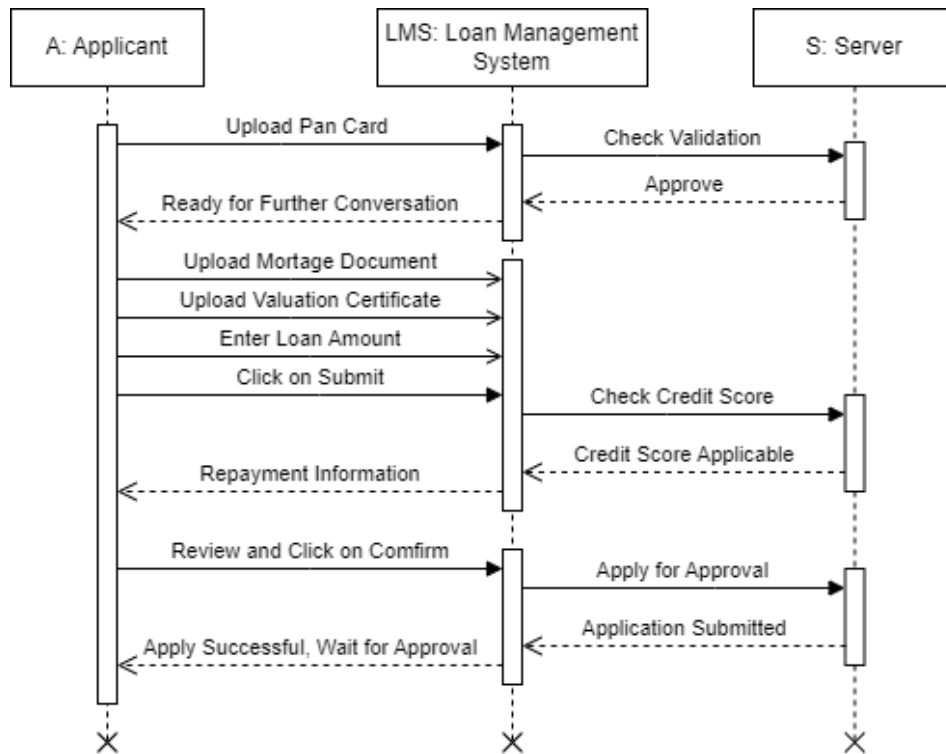 A: Applicant
LMS: Loan Management
System
S: Server
Upload Pan Card
Check Validation
Approve
Ready for Further Conversation
Upload Mortage Document
Upload Valuation Certificate
Enter Loan Amount
Click on Submit
Check Credit Score
Credit Score Applicable
Repayment Information
Review and Click on Comfirm
Apply for Approval
Application Submitted
Apply Successful, Wait for Approval